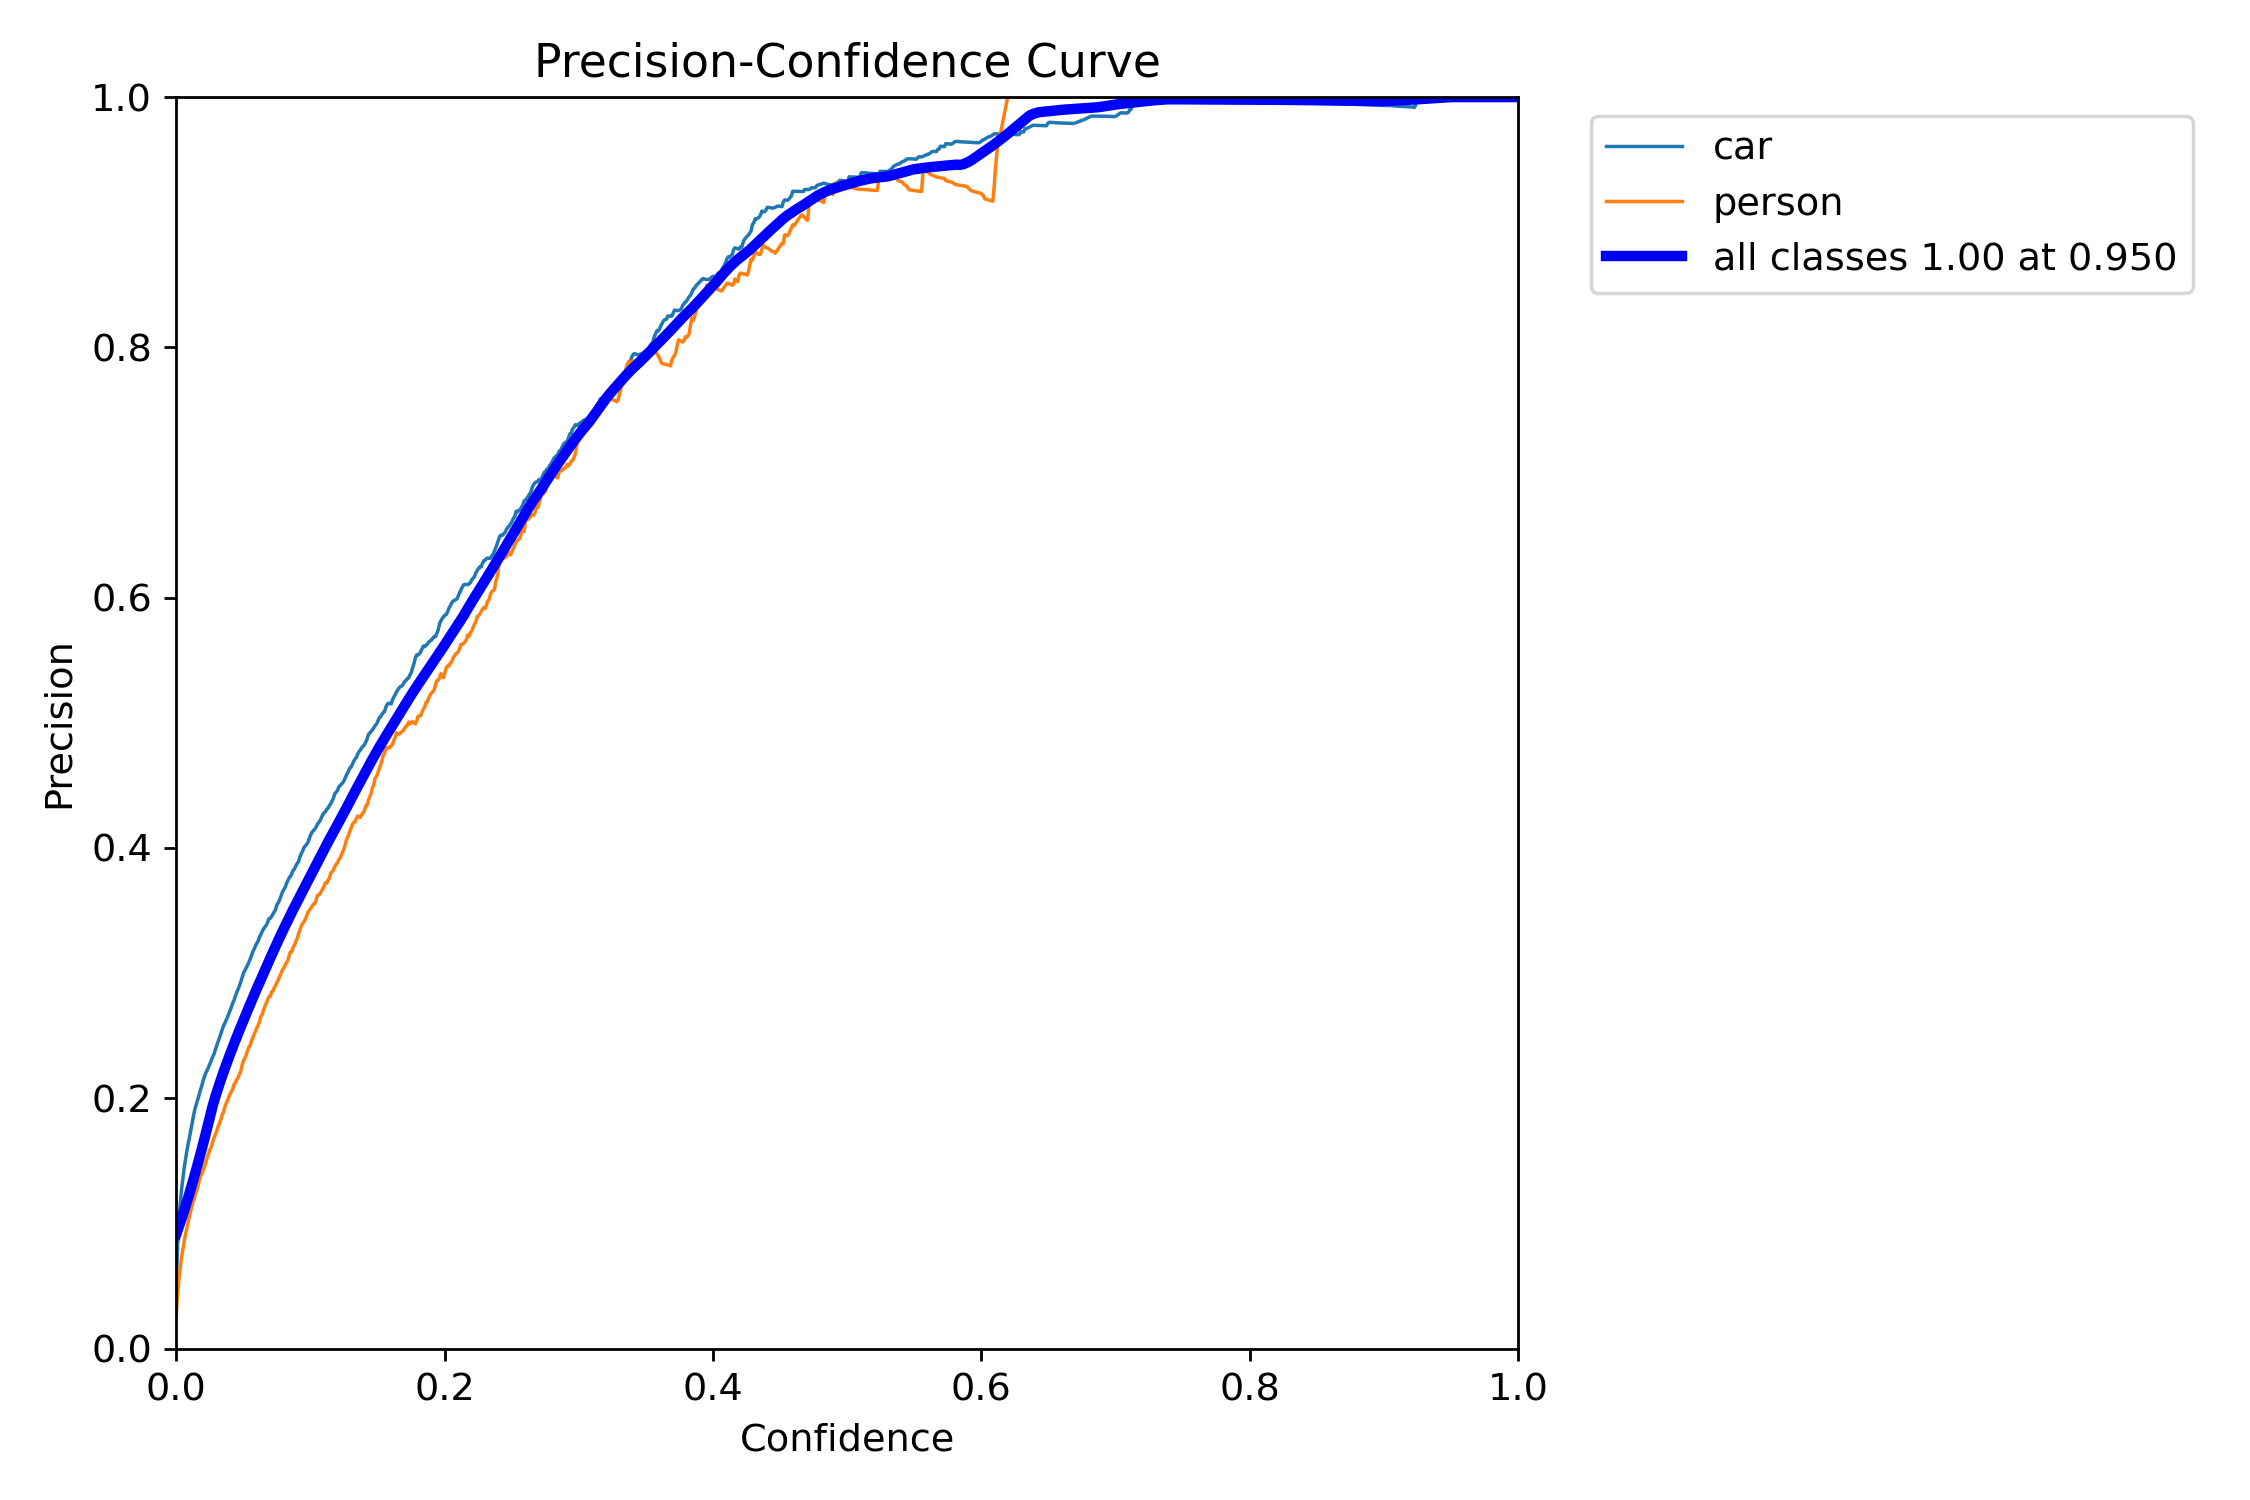 Precision-Confidence Curve
1.0
0.8
0.6
0.4
0.2
0.0
Precision
0.0 0.2 0.4 0.6 0.8 1.0
Confidence
car
person
all classes 1.00 at 0.950